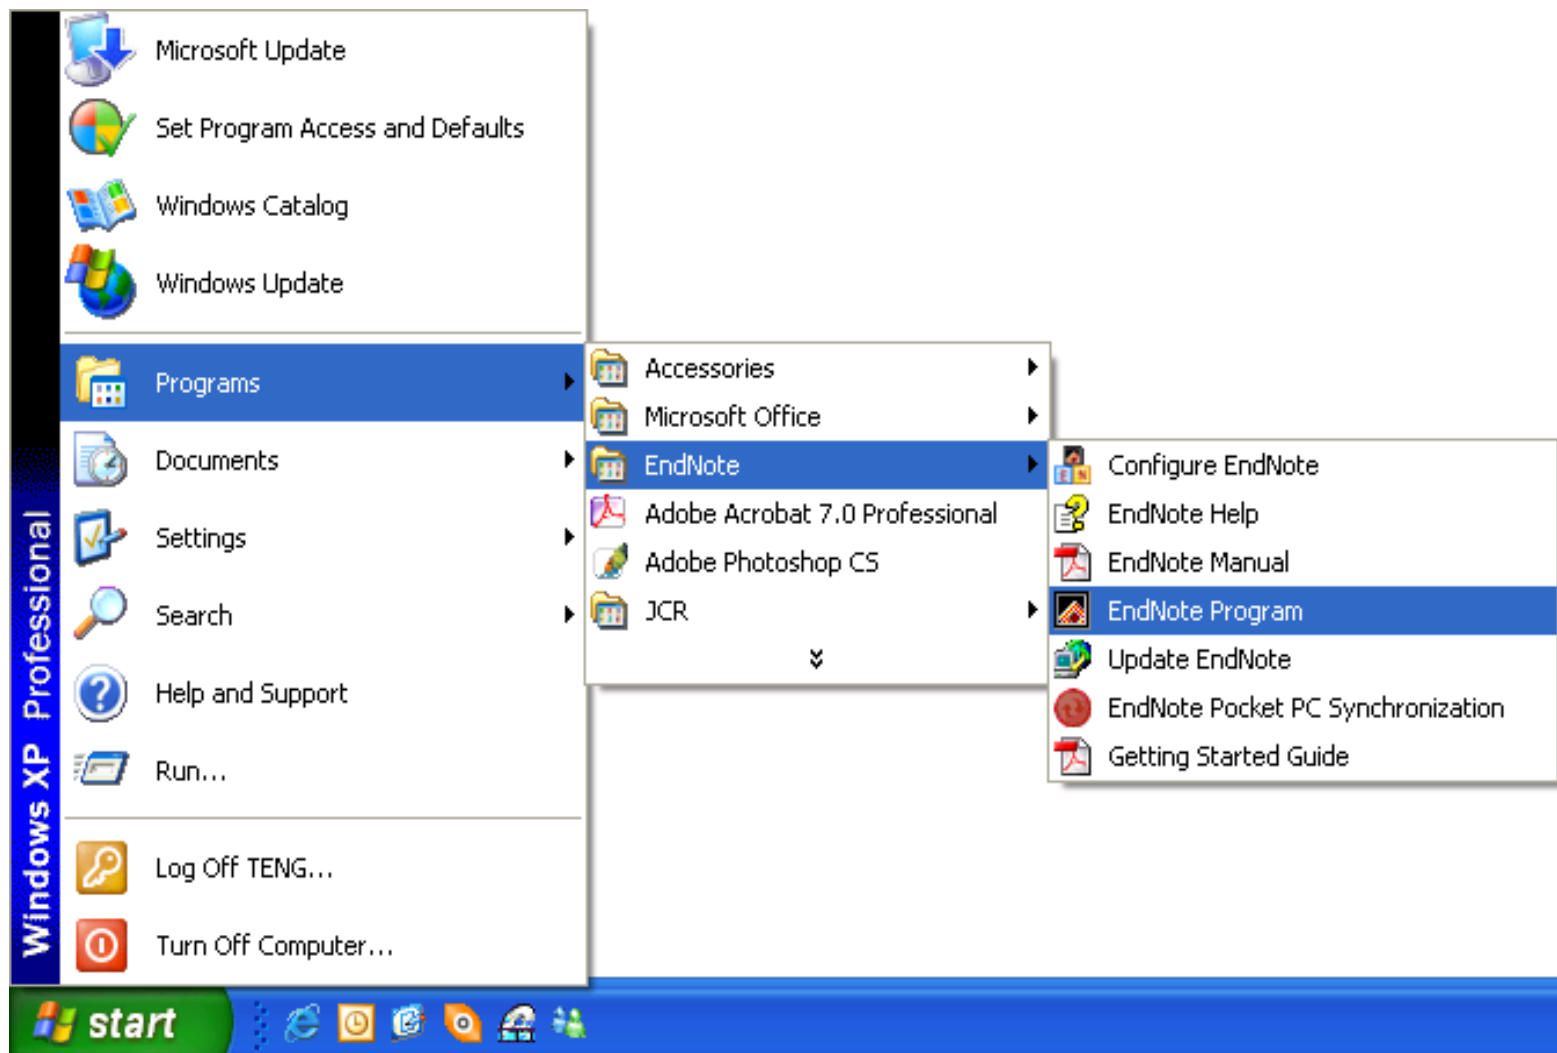 Microsoft Update
Set Program Access and Defaults
Windows Catalog
Windows Update
Programs
Documents
Settings
Search
Help and Support
Run...
Log Off TENG...
Turn Off Computer...
Windows XP Professional
Accessories
Microsoft Office
EndNote
Adobe Acrobat 7.0 Professional
Adobe Photoshop CS
JCR
Configure EndNote
EndNote Help
EndNote Manual
EndNote Program
Update EndNote
EndNote Pocket PC Synchronization
Getting Started Guide
start